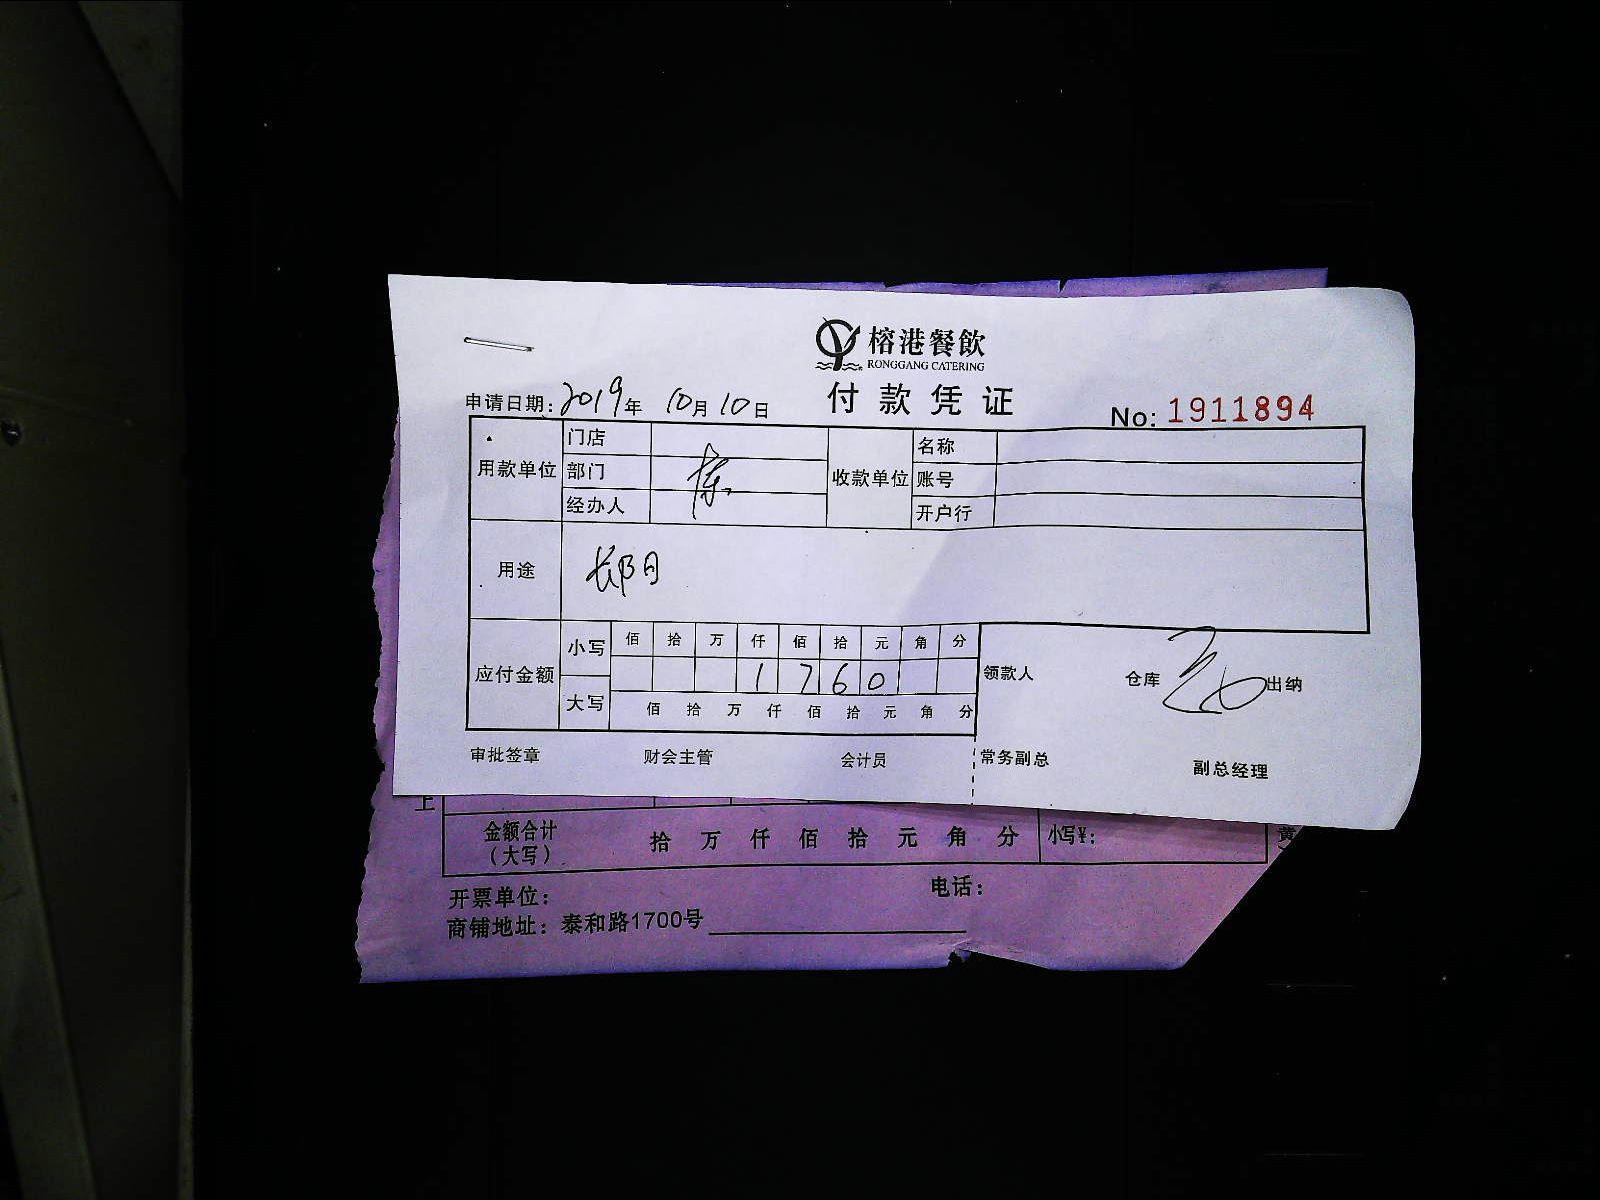 榕港餐飲
RONGGANG CATERING
付款凭证
申请日期：2019年 10月10日
No: 1911894
用款单位 门店 收款单位 名称
部门 账号
经办人 开户行
用途
应付金额 小写 佰 拾 万 仟 佰 拾 元 角 分
1 7 6 0
大写 佰 拾 万 仟 佰 拾 元 角 分
领款人 仓库 出纳
审批签章 财会主管 会计员 常务副总 副总经理
上
金额合计（大写） 拾 万 仟 佰 拾 元 角 分 小写¥：
开票单位： 电话：
商铺地址：泰和路1700号